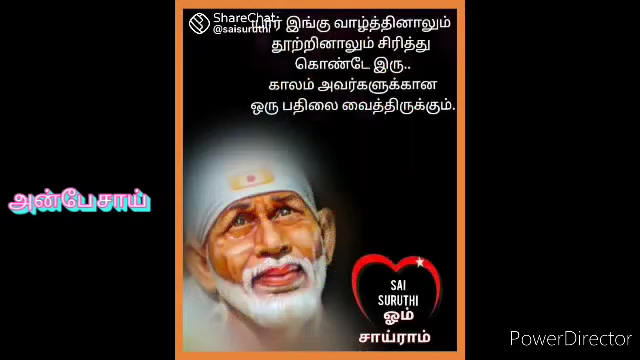 ShareChat
@saisuruthi
யார் இங்கு வாழ்த்தினாலும்
தூற்றினாலும் சிரித்து
கொண்டே இரு..
காலம் அவர்களுக்கான
ஒரு பதிலை வைத்திருக்கும்.
அன்பேசாய்
SAI
SURUTHI
ஓம்
சாய்ராம்
PowerDirector